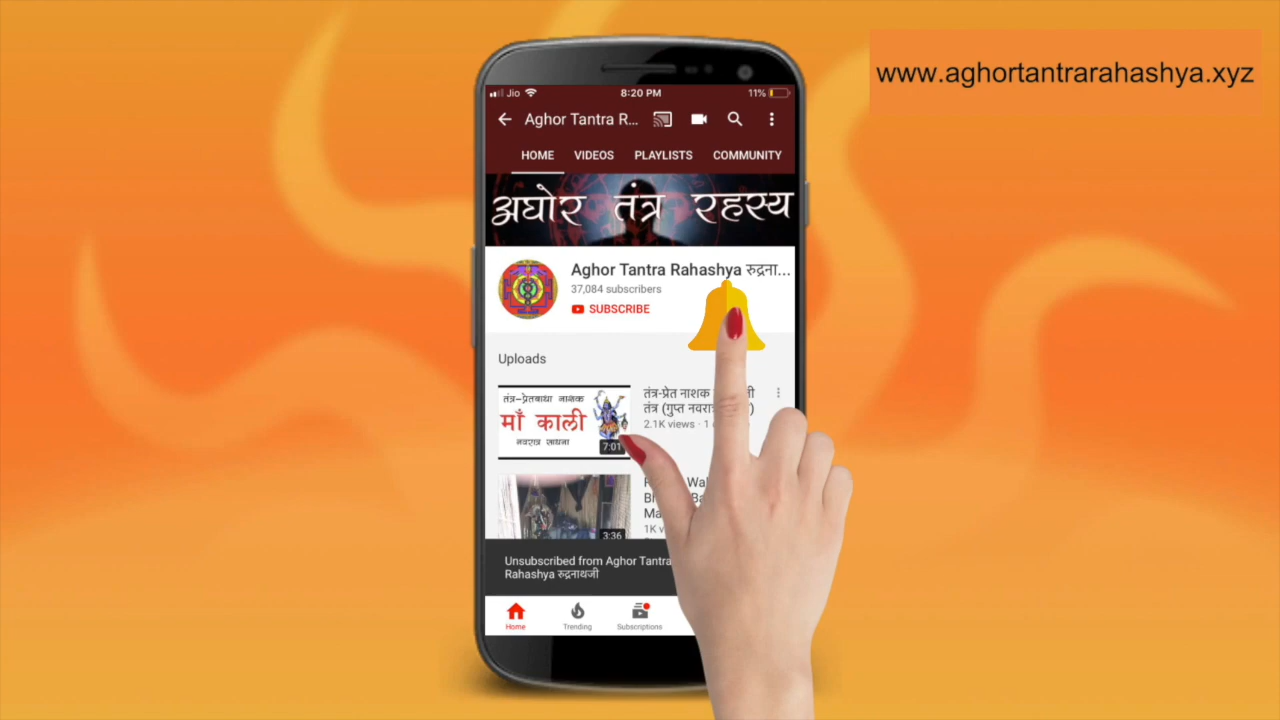 www.aghortantrarahashya.xyz
Jio
8:20 PM
11%
Aghor Tantra R...
HOME VIDEOS PLAYLISTS COMMUNITY
अघोर तंत्र रहस्य
Aghor Tantra Rahashya रुद्रना...
37,084 subscribers
SUBSCRIBE
Uploads
तंत्र-प्रेतबाधा नाशक
माँ काली
नवरात्र साधना
7:01
तंत्र-प्रेत नाशक
तंत्र (गुप्त
2.1K views
3:36
Unsubscribed from Aghor Tantra
Rahashya रुद्रनाथजी
Home Trending Subscriptions